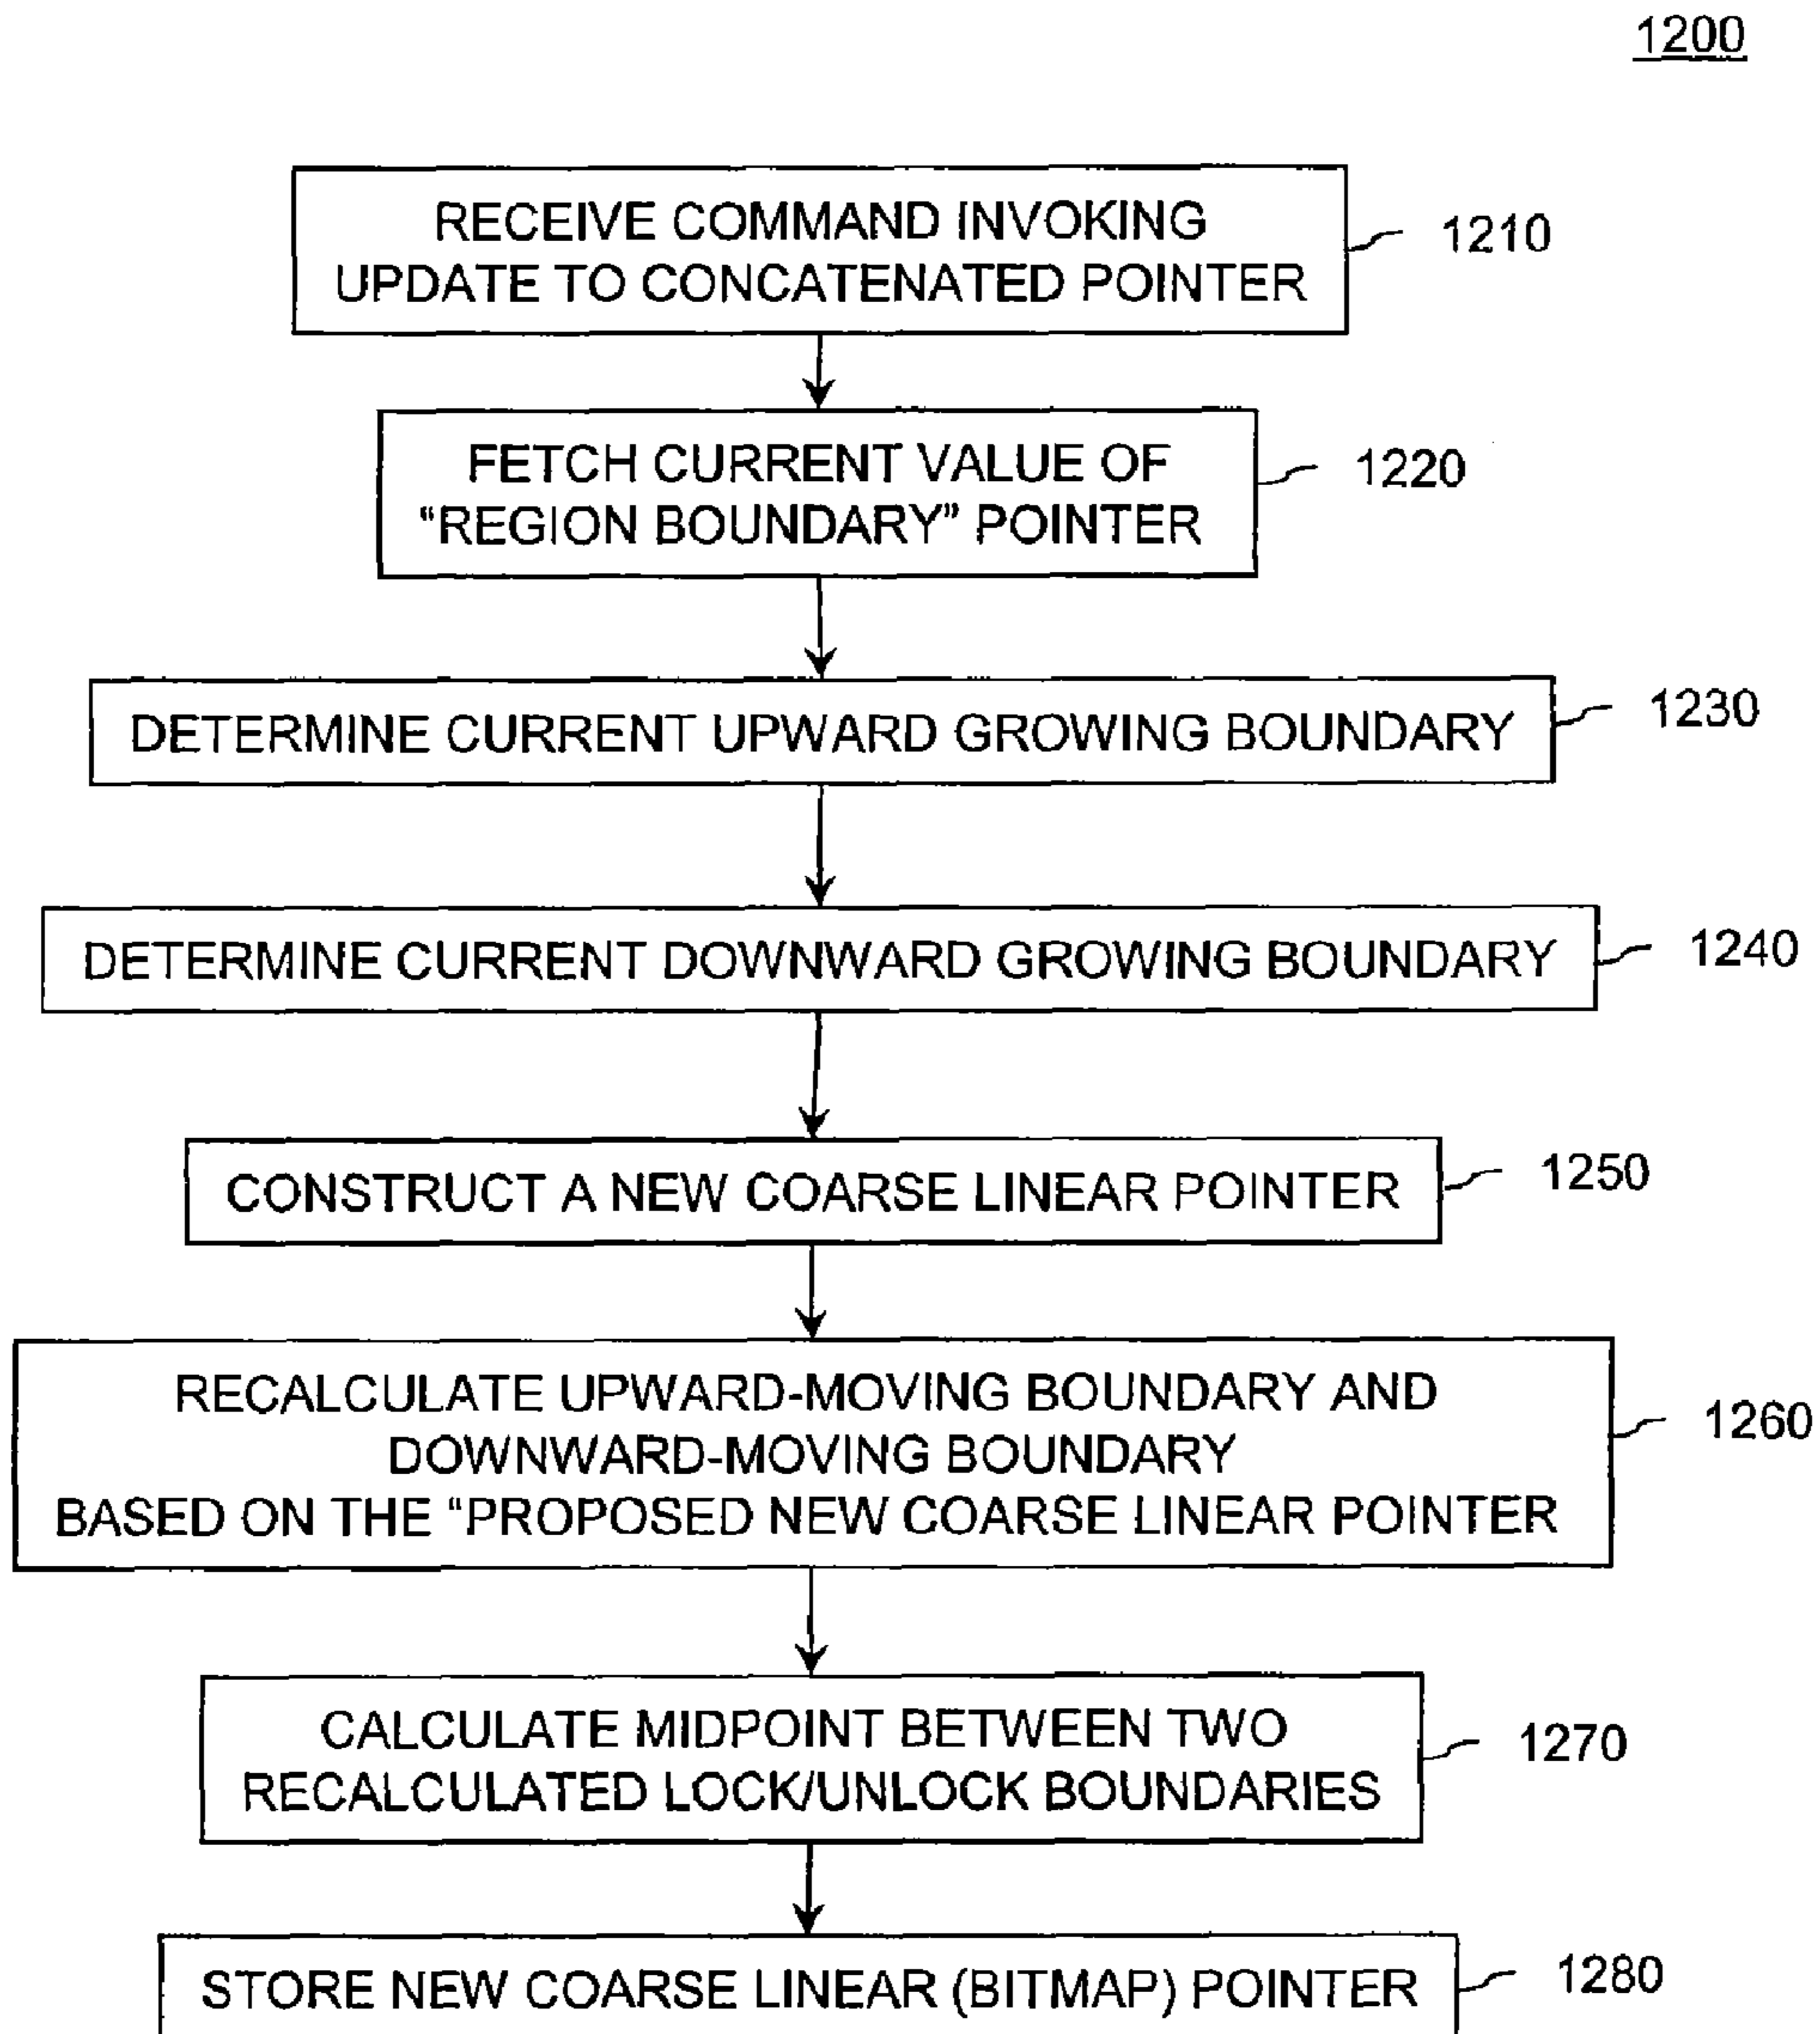 1200
RECEIVE COMMAND INVOKING
UPDATE TO CONCATENATED POINTER
1210
FETCH CURRENT VALUE OF
“REGION BOUNDARY” POINTER
1220
DETERMINE CURRENT UPWARD GROWING BOUNDARY
1230
DETERMINE CURRENT DOWNWARD GROWING BOUNDARY
1240
CONSTRUCT A NEW COARSE LINEAR POINTER
1250
RECALCULATE UPWARD-MOVING BOUNDARY AND
DOWNWARD-MOVING BOUNDARY
BASED ON THE “PROPOSED NEW COARSE LINEAR POINTER
1260
CALCULATE MIDPOINT BETWEEN TWO
RECALCULATED LOCK/UNLOCK BOUNDARIES
1270
STORE NEW COARSE LINEAR (BITMAP) POINTER
1280